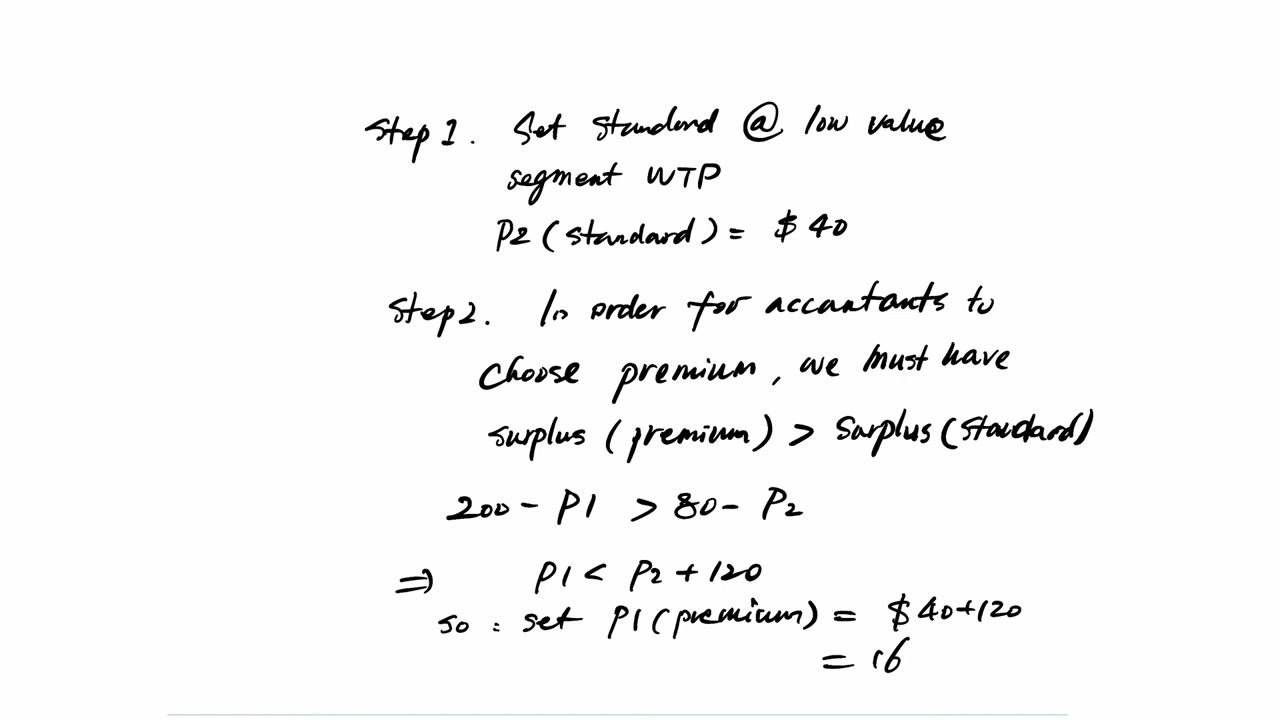 Step 1. Set Standard @ low value
segment WTP
P2 (standard) = $40
Step 2. In order for accantants to
choose premium, we must have
surplus (premium) > Surplus (standard)
200 - P1 > 80 - P2
⇒ P1 < P2 + 120
so : set P1 (premium) = $40+120
= 16